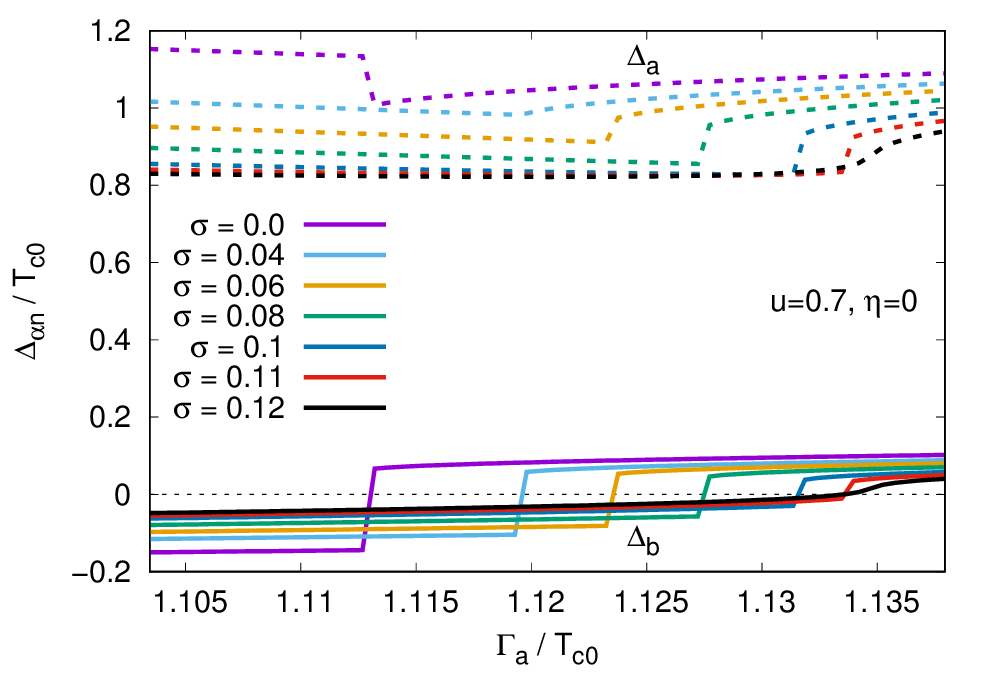 1.2
1
0.8
0.6
0.4
0.2
0
−0.2
Δαn / Tc0
Δa
σ = 0.0
σ = 0.04
σ = 0.06
σ = 0.08
σ = 0.1
σ = 0.11
σ = 0.12
u=0.7, η=0
Δb
1.105 1.11 1.115 1.12 1.125 1.13 1.135
Γa / Tc0